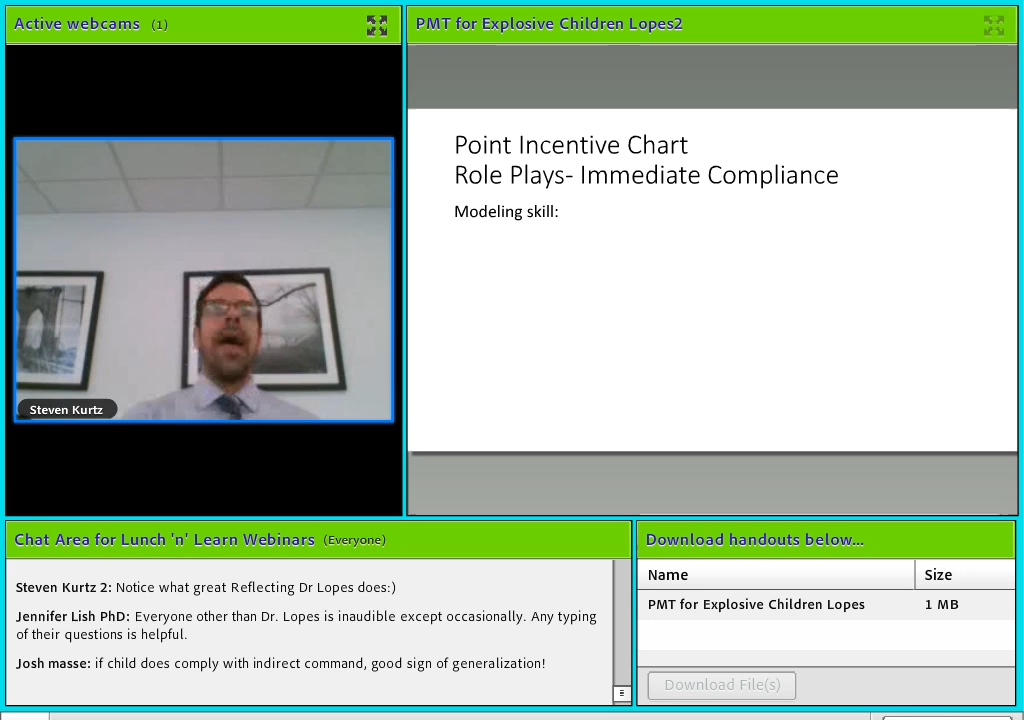 Active webcams (1)
PMT for Explosive Children Lopes2
Point Incentive Chart
Role Plays- Immediate Compliance
Modeling skill:
Steven Kurtz
Chat Area for Lunch 'n' Learn Webinars (Everyone)
Steven Kurtz 2: Notice what great Reflecting Dr Lopes does:)
Jennifer Lish PhD: Everyone other than Dr. Lopes is inaudible except occasionally. Any typing
of their questions is helpful.
Josh masse: if child does comply with indirect command, good sign of generalization!
Download handouts below...
Name Size
PMT for Explosive Children Lopes 1 MB
Download File(s)